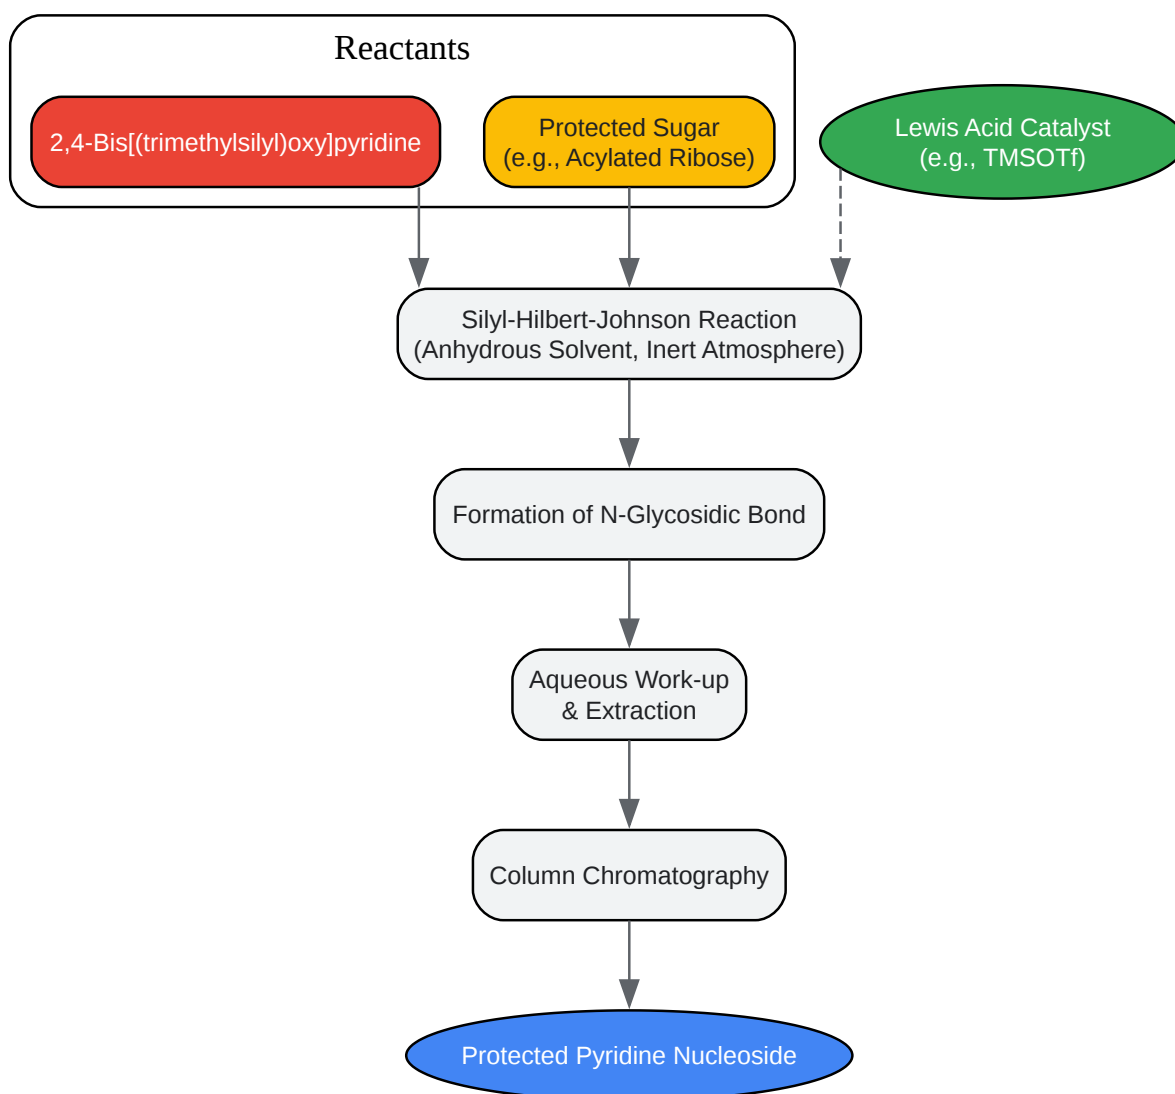 Reactants
2,4-Bis[(trimethylsilyl)oxy]pyridine
Protected Sugar
(e.g., Acylated Ribose)
Lewis Acid Catalyst
(e.g., TMSOTf)
Silyl-Hilbert-Johnson Reaction
(Anhydrous Solvent, Inert Atmosphere)
Formation of N-Glycosidic Bond
Aqueous Work-up
& Extraction
Column Chromatography
Protected Pyridine Nucleoside